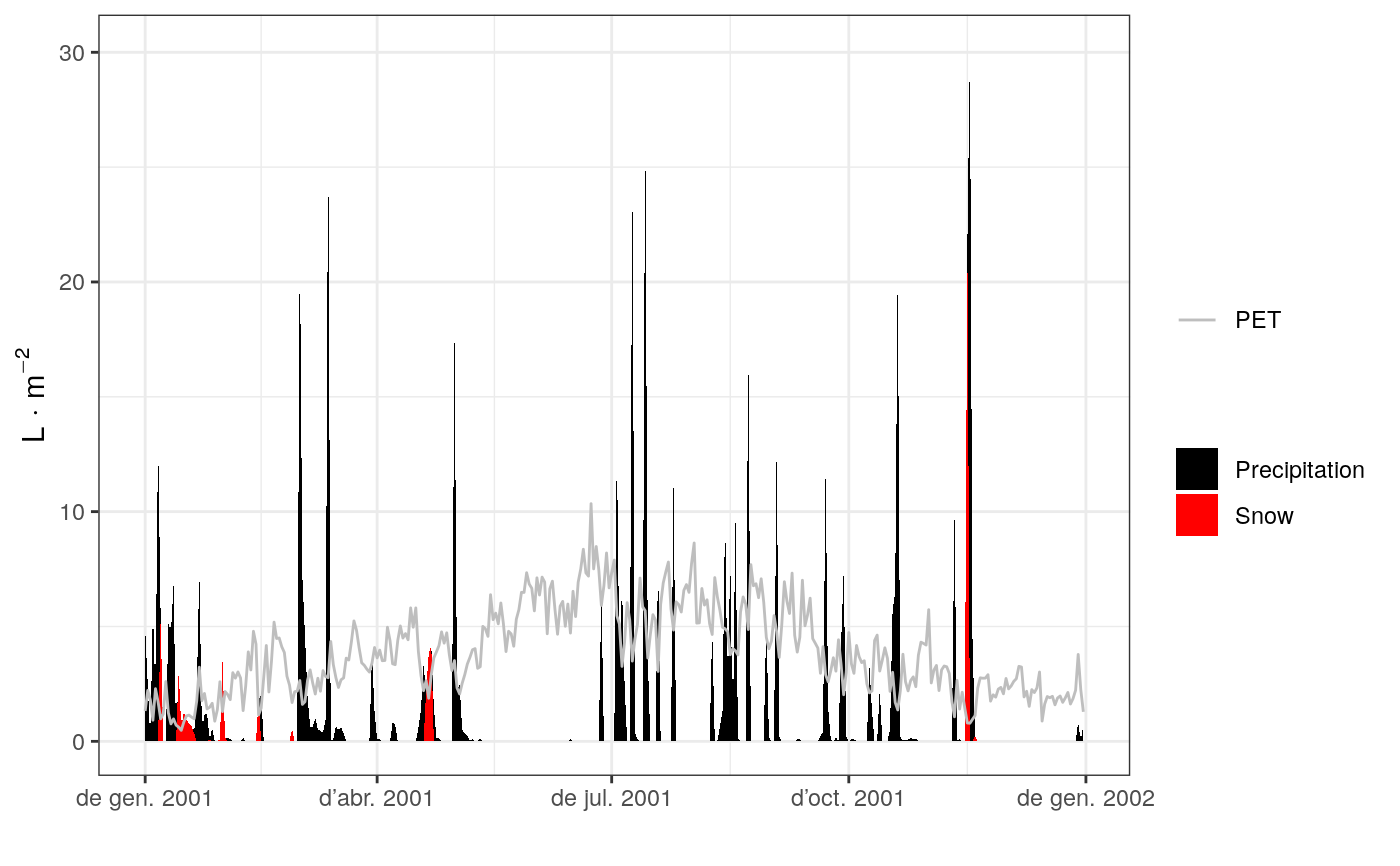 30
20
10
0
L · m⁻²
de gen. 2001
d’abr. 2001
de jul. 2001
d’oct. 2001
de gen. 2002
PET
Precipitation
Snow